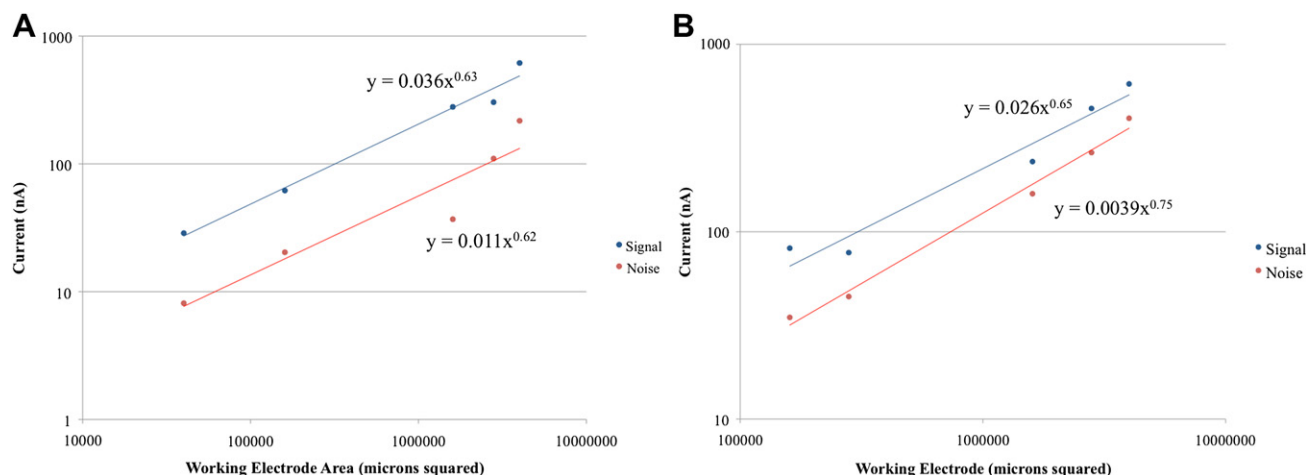 A
1000
100
10
1
Current (nA)
y = 0.036x^0.63
y = 0.011x^0.62
Signal
Noise
10000
100000
1000000
10000000
Working Electrode Area (microns squared)
B
1000
100
10
Current (nA)
y = 0.026x^0.65
y = 0.0039x^0.75
Signal
Noise
100000
1000000
10000000
Working Electrode (microns squared)